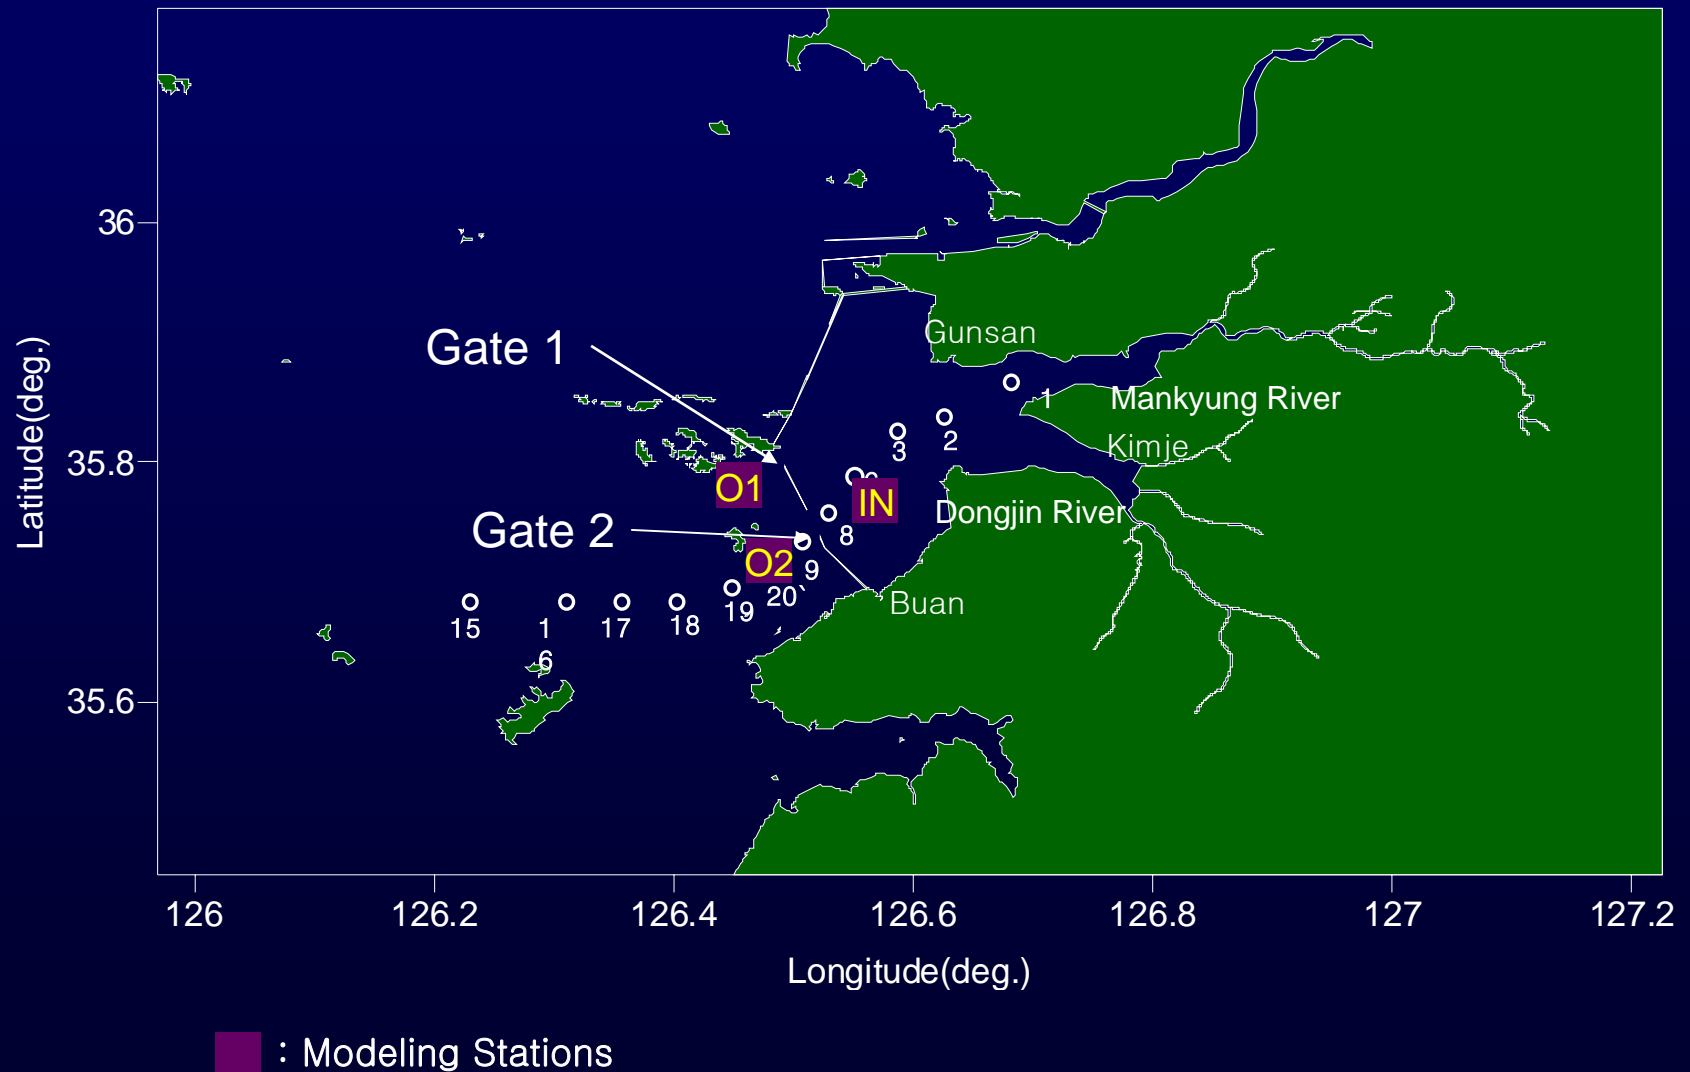 36
Gunsan
Gate 1
Latitude(deg.)
1
Mankyung River
2
3
Kimje
35.8
O1
IN
Dongjin River
Gate 2
8
O2
9
20`
19
Buan
15
1
6
17
18
35.6
126
126.2
126.4
126.6
126.8
127
127.2
Longitude(deg.)
: Modeling Stations